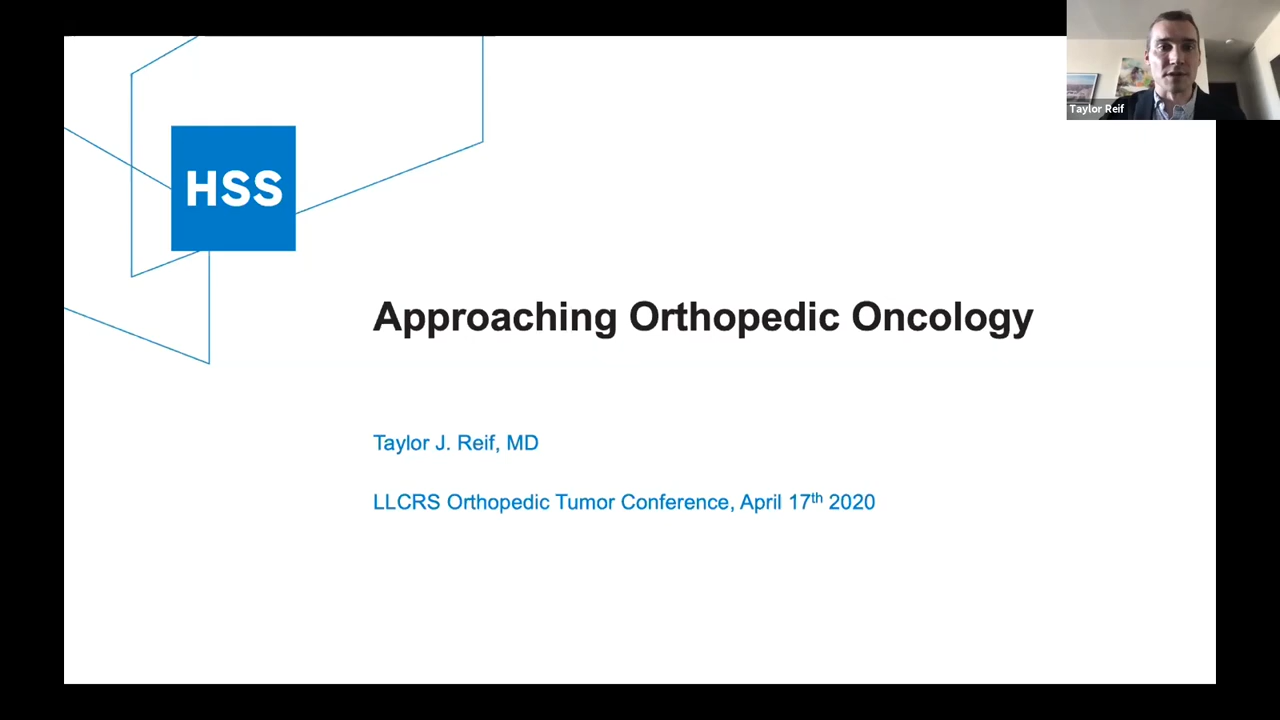 Taylor Reif
HSS
Approaching Orthopedic Oncology
Taylor J. Reif, MD
LLCRS Orthopedic Tumor Conference, April 17th 2020